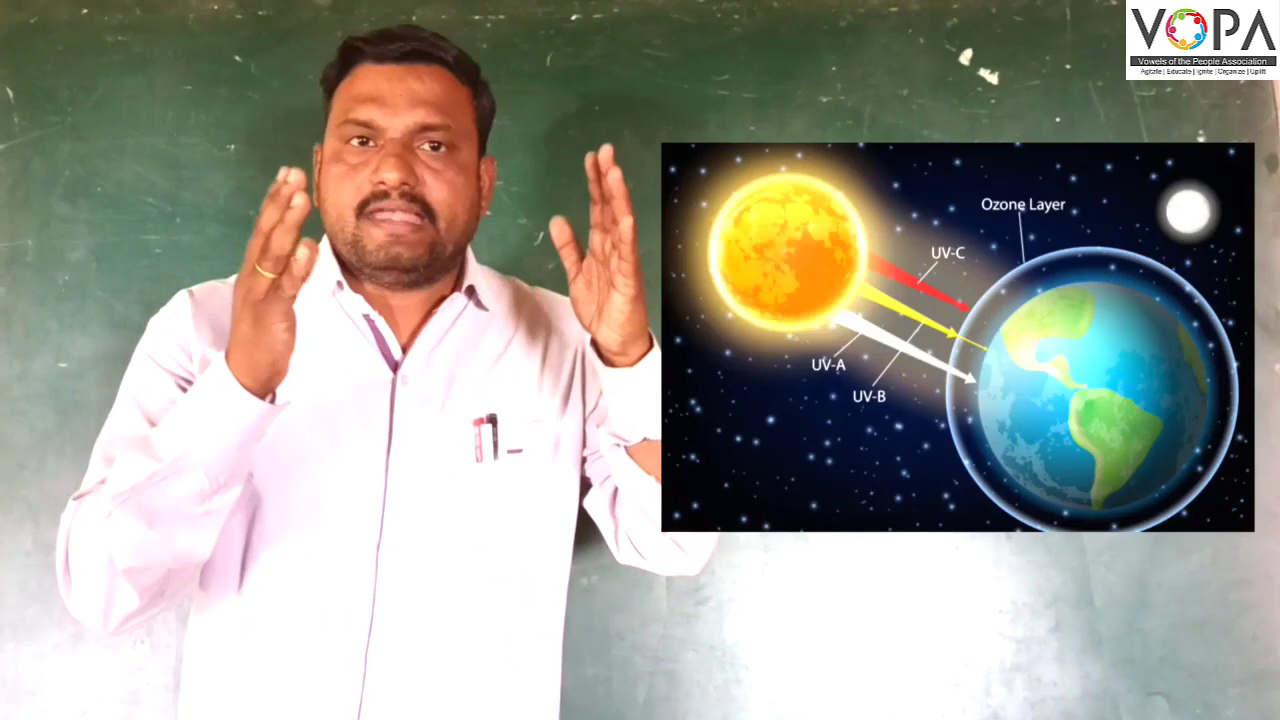 VOPA
Vowels of the People Association
Agitate | Educate | Ignite | Organize | Uplift
Ozone Layer
UV-C
UV-A
UV-B